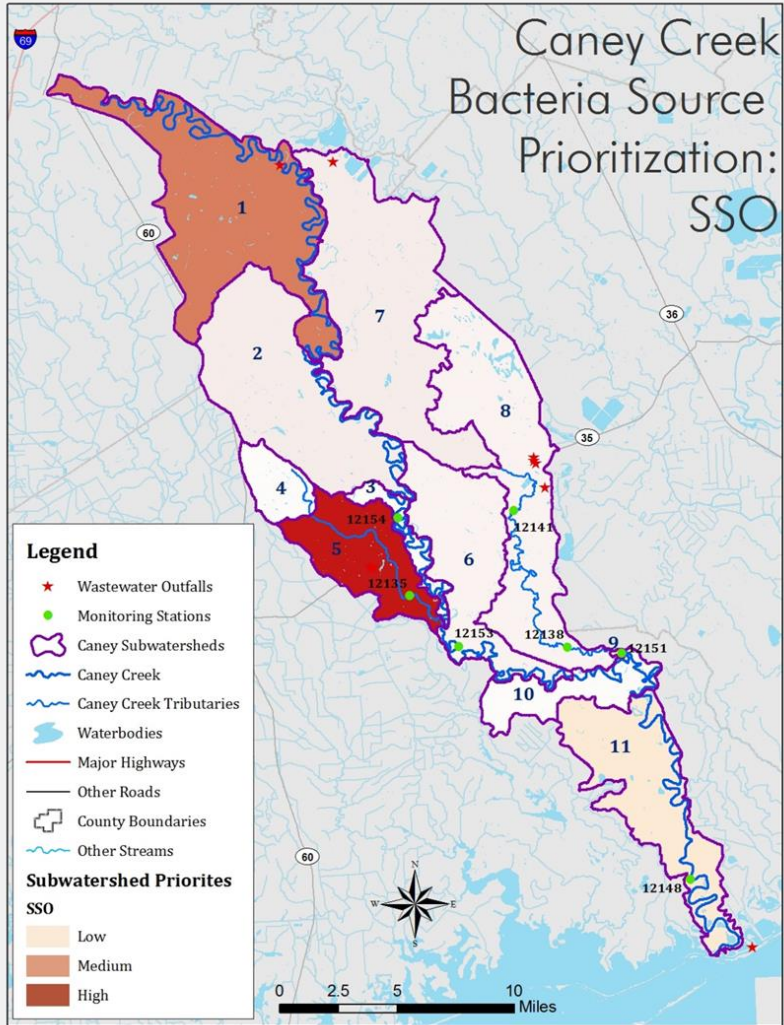 69
Caney Creek
Bacteria Source
Prioritization:
SSO
1
60
7
36
2
8
35
4
3
12154
12141
5
6
12135
12153
12138
9
12151
10
11
12148
60
N
W
E
S
Legend
Wastewater Outfalls
Monitoring Stations
Caney Subwatersheds
Caney Creek
Caney Creek Tributaries
Waterbodies
Major Highways
Other Roads
County Boundaries
Other Streams
Subwatershed Priorites
SSO
Low
Medium
High
0 2.5 5 10
Miles